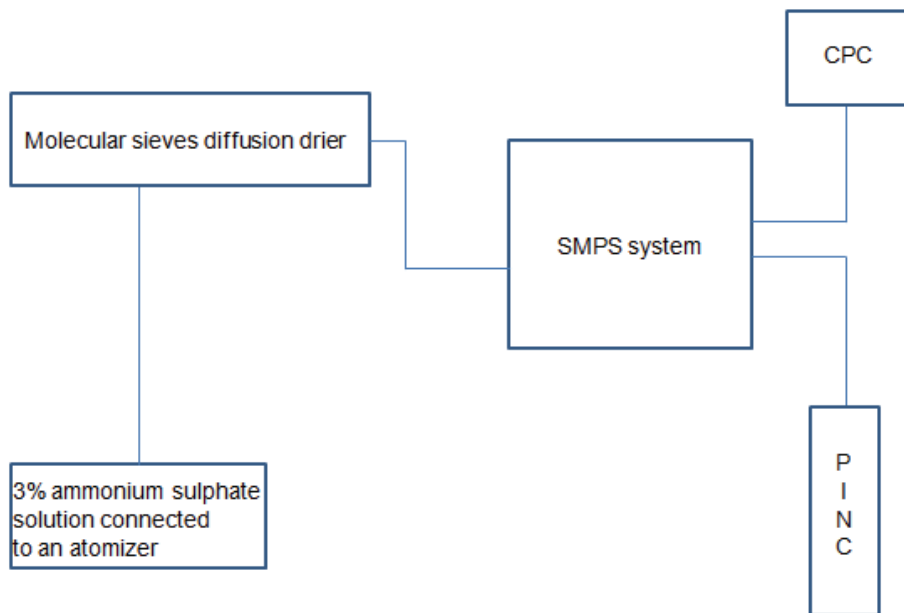 CPC
Molecular sieves diffusion drier
SMPS system
3% ammonium sulphate
solution connected
to an atomizer
P
I
N
C